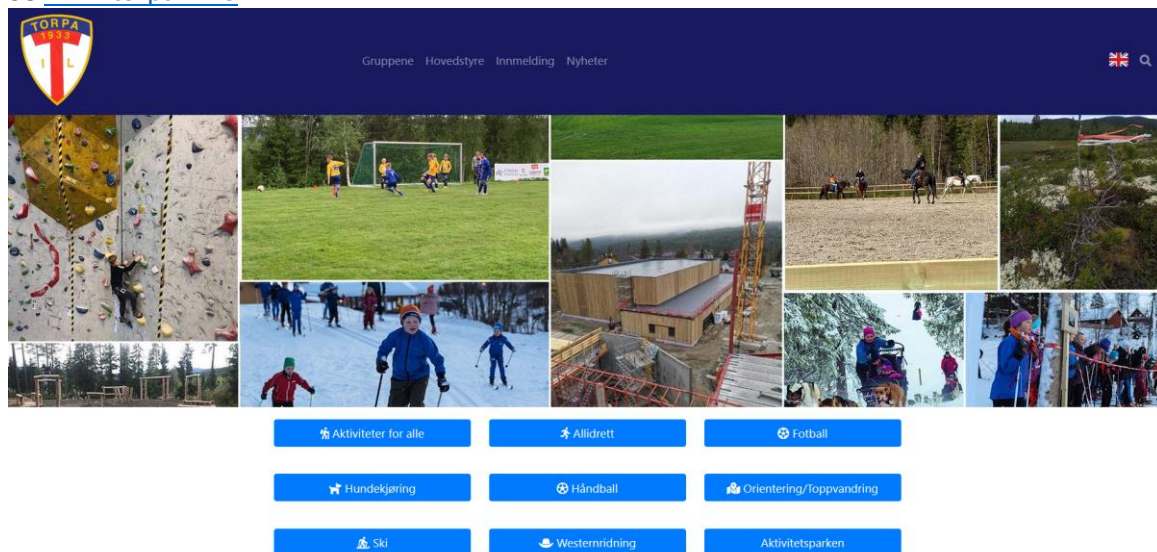 TORPA
1933
I L
Gruppene Hovedstyre Innmelding Nyheter
Aktiviteter for alle
Allidrett
Fotball
Hundekjøring
Håndball
Orientering/Toppvandring
Ski
Westernridning
Aktivitetsparken